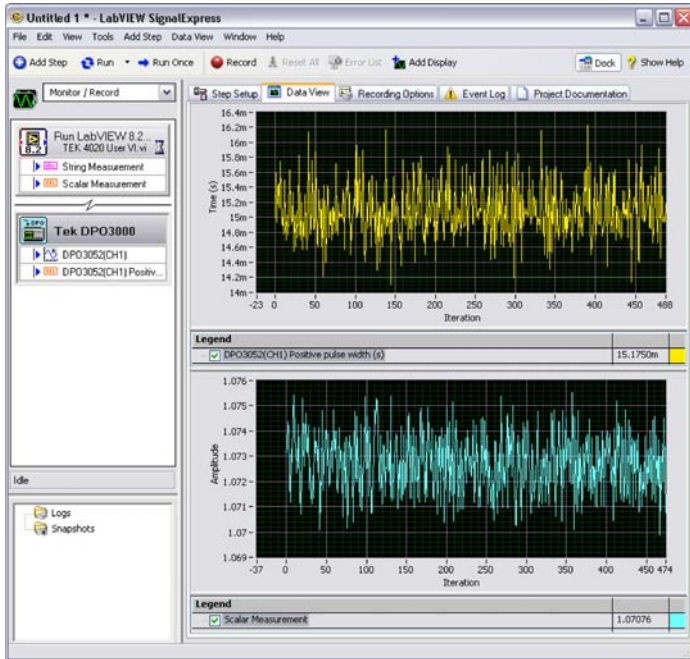 Untitled 1 * - LabVIEW SignalExpress
File Edit View Tools Add Step Data View Window Help
Add Step Run Run Once Record Reset All Error List Add Display Dock Show Help
Monitor / Record
8.2
Run LabVIEW 8.2...
TEK 4020 User VI.vi
String Measurement
Scalar Measurement
Tek DPO3000
DPO3052(CH1)
DPO3052(CH1) Positiv...
Idle
Logs
Snapshots
Step Setup Data View Recording Options Event Log Project Documentation
16.4m
16.2m
16m
15.8m
15.6m
15.4m
15.2m
15m
14.8m
14.6m
14.4m
14.2m
14m
Time (s)
-23 0 50 100 150 200 250 300 350 400 450 488
Iteration
Legend
DPO3052(CH1) Positive pulse width (s) 15.1750m
1.076
1.075
1.074
1.073
1.072
1.071
1.07
1.069
Amplitude
-37 0 50 100 150 200 250 300 350 400 450 474
Iteration
Legend
Scalar Measurement 1.07076